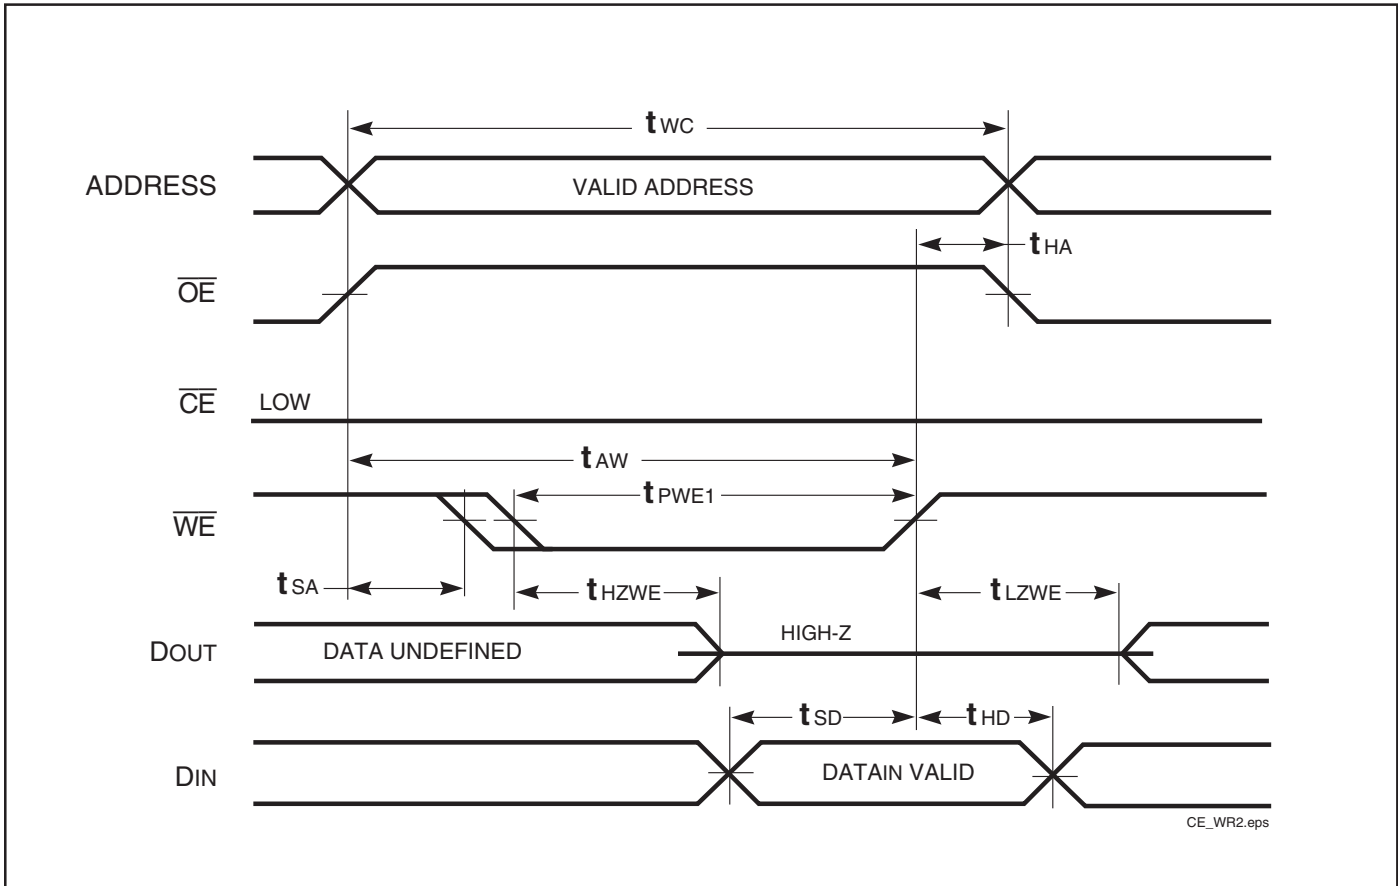 tWC
ADDRESS VALID ADDRESS
tHA
OE
CE LOW
tAW
tPWE1
WE
tSA tHZWE tLZWE
DOUT DATA UNDEFINED HIGH-Z
tSD tHD
DIN DATAIN VALID
CE_WR2.eps